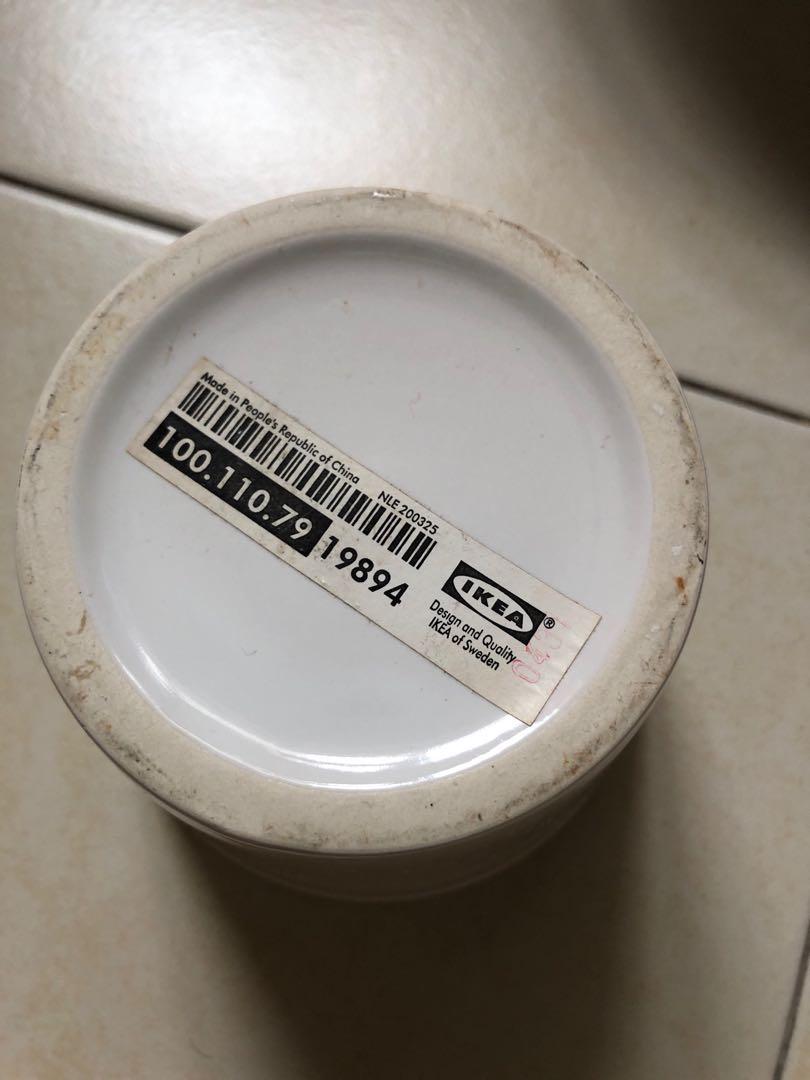 Made in People's Republic of China NLE 200325
100.110.79 19894
IKEA®
Design and Quality
IKEA of Sweden